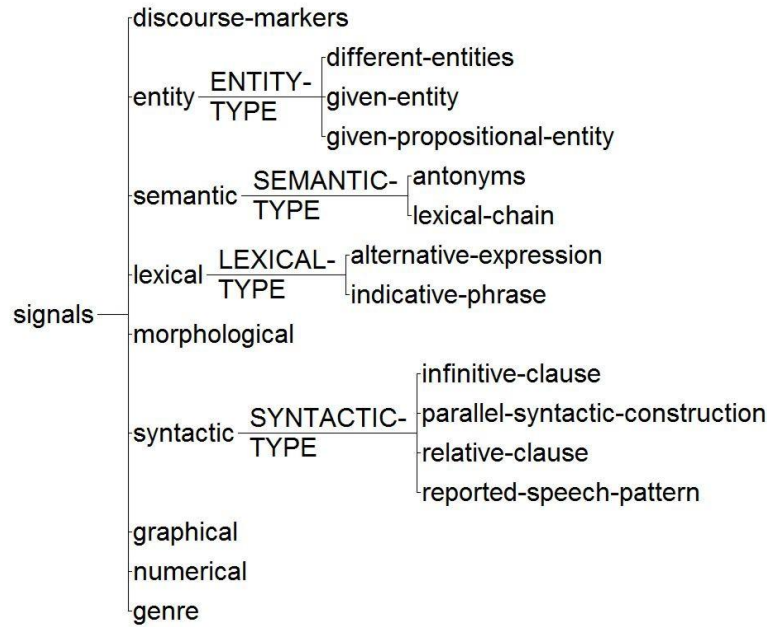 discourse-markers
different-entities
entity ENTITY-TYPE given-entity
given-propositional-entity
semantic SEMANTIC-TYPE antonyms
lexical-chain
lexical LEXICAL-TYPE alternative-expression
indicative-phrase
signals
morphological
infinitive-clause
parallel-syntactic-construction
syntactic SYNTACTIC-TYPE
relative-clause
reported-speech-pattern
graphical
numerical
genre